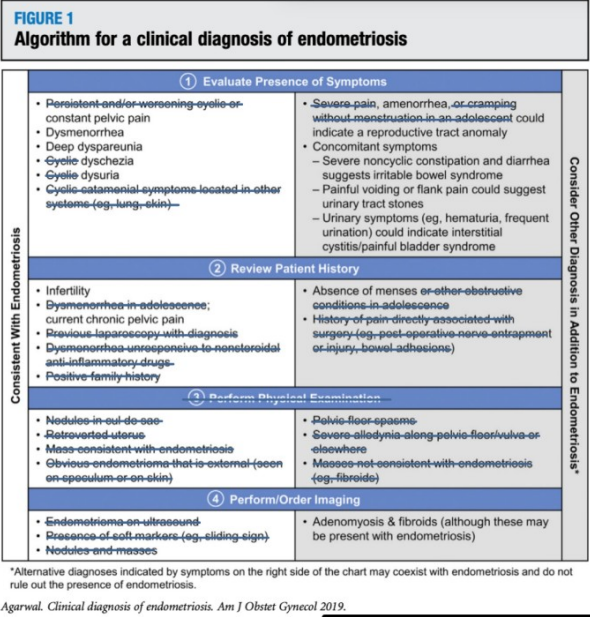 FIGURE 1
Algorithm for a clinical diagnosis of endometriosis
① Evaluate Presence of Symptoms
Consistent With Endometriosis
• Persistent and/or worsening cyclic or
constant pelvic pain
• Dysmenorrhea
• Deep dyspareunia
• Cyclic dyschezia
• Cyclic dysuria
• Cyclic catamenial symptoms located in other
systems (eg, lung, skin)
• Severe pain, amenorrhea, or cramping
without menstruation in an adolescent could
indicate a reproductive tract anomaly
• Concomitant symptoms
– Severe noncyclic constipation and diarrhea
suggests irritable bowel syndrome
– Painful voiding or flank pain could suggest
urinary tract stones
– Urinary symptoms (eg, hematuria, frequent
urination) could indicate interstitial
cystitis/painful bladder syndrome
Consider Other Diagnosis in Addition to Endometriosis*
② Review Patient History
• Infertility
• Dysmenorrhea in adolescence;
current chronic pelvic pain
• Previous laparoscopy with diagnosis
• Dysmenorrhea unresponsive to nonsteroidal
anti-inflammatory drugs
• Positive family history
• Absence of menses or other obstructive
conditions in adolescence
• History of pain directly associated with
surgery (eg, post-operative nerve entrapment
or injury, bowel adhesions)
③ Perform Physical Examination
• Nodules in cul-de-sac
• Retroverted uterus
• Mass consistent with endometriosis
• Obvious endometrioma that is external (seen
on speculum or on skin)
• Pelvic floor spasms
• Severe allodynia along pelvic floor/vulva or
elsewhere
• Masses not consistent with endometriosis
(eg, fibroids)
④ Perform/Order Imaging
• Endometrioma on ultrasound
• Presence of soft markers (eg, sliding sign)
• Nodules and masses
• Adenomyosis & fibroids (although these may
be present with endometriosis)
*Alternative diagnoses indicated by symptoms on the right side of the chart may coexist with endometriosis and do not
rule out the presence of endometriosis.
Agarwal. Clinical diagnosis of endometriosis. Am J Obstet Gynecol 2019.